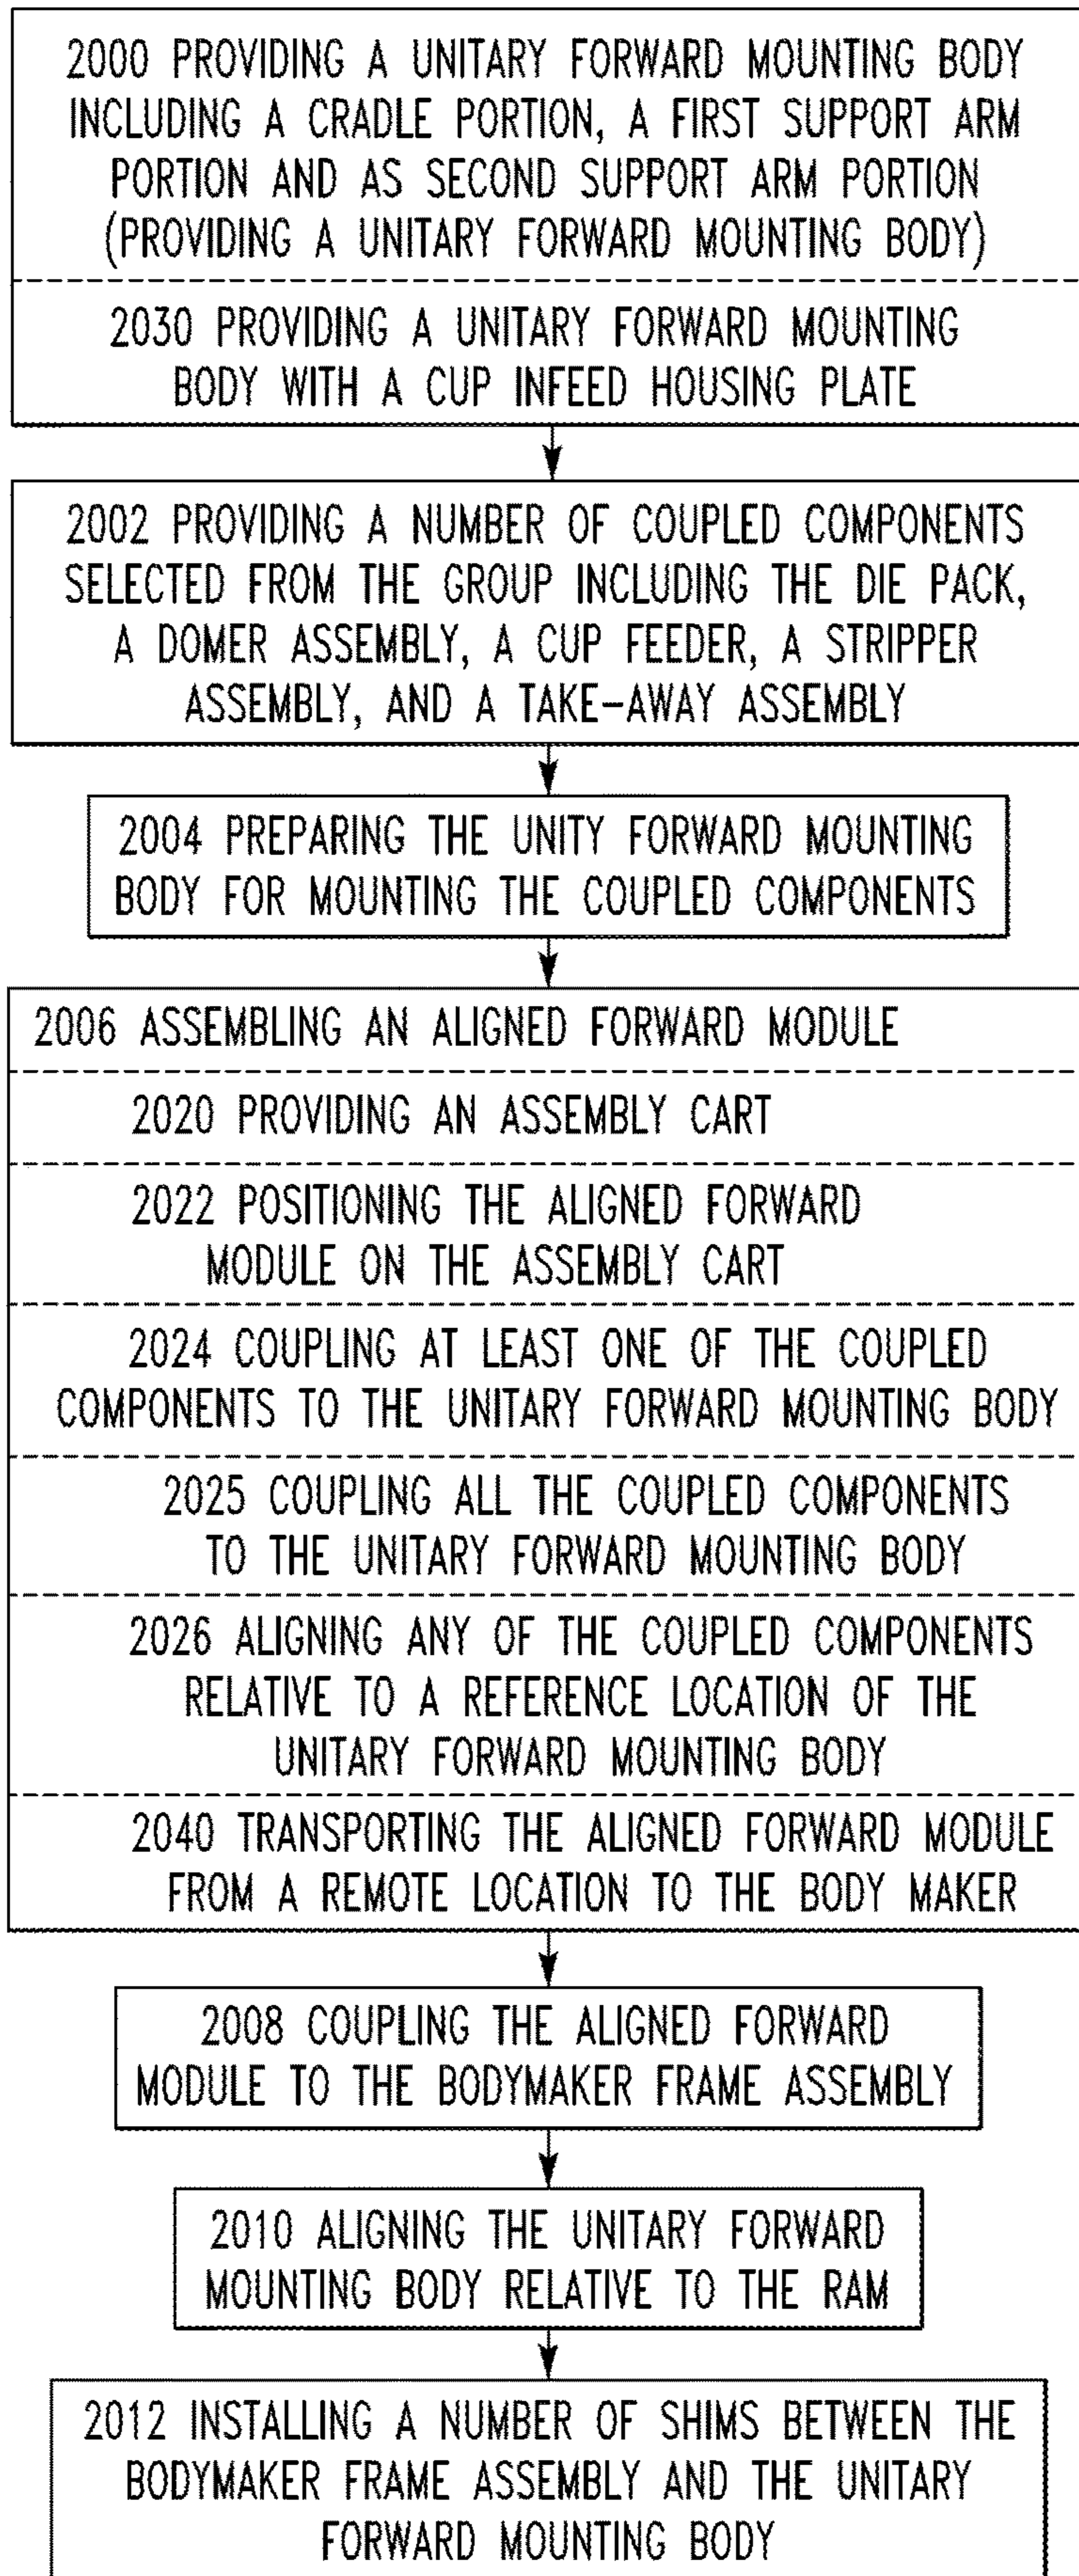 2000 PROVIDING A UNITARY FORWARD MOUNTING BODY
INCLUDING A CRADLE PORTION, A FIRST SUPPORT ARM
PORTION AND AS SECOND SUPPORT ARM PORTION
(PROVIDING A UNITARY FORWARD MOUNTING BODY)
2030 PROVIDING A UNITARY FORWARD MOUNTING
BODY WITH A CUP INFEED HOUSING PLATE
2002 PROVIDING A NUMBER OF COUPLED COMPONENTS
SELECTED FROM THE GROUP INCLUDING THE DIE PACK,
A DOMER ASSEMBLY, A CUP FEEDER, A STRIPPER
ASSEMBLY, AND A TAKE-AWAY ASSEMBLY
2004 PREPARING THE UNITY FORWARD MOUNTING
BODY FOR MOUNTING THE COUPLED COMPONENTS
2006 ASSEMBLING AN ALIGNED FORWARD MODULE
2020 PROVIDING AN ASSEMBLY CART
2022 POSITIONING THE ALIGNED FORWARD
MODULE ON THE ASSEMBLY CART
2024 COUPLING AT LEAST ONE OF THE COUPLED
COMPONENTS TO THE UNITARY FORWARD MOUNTING BODY
2025 COUPLING ALL THE COUPLED COMPONENTS
TO THE UNITARY FORWARD MOUNTING BODY
2026 ALIGNING ANY OF THE COUPLED COMPONENTS
RELATIVE TO A REFERENCE LOCATION OF THE
UNITARY FORWARD MOUNTING BODY
2040 TRANSPORTING THE ALIGNED FORWARD MODULE
FROM A REMOTE LOCATION TO THE BODY MAKER
2008 COUPLING THE ALIGNED FORWARD
MODULE TO THE BODYMAKER FRAME ASSEMBLY
2010 ALIGNING THE UNITARY FORWARD
MOUNTING BODY RELATIVE TO THE RAM
2012 INSTALLING A NUMBER OF SHIMS BETWEEN THE
BODYMAKER FRAME ASSEMBLY AND THE UNITARY
FORWARD MOUNTING BODY